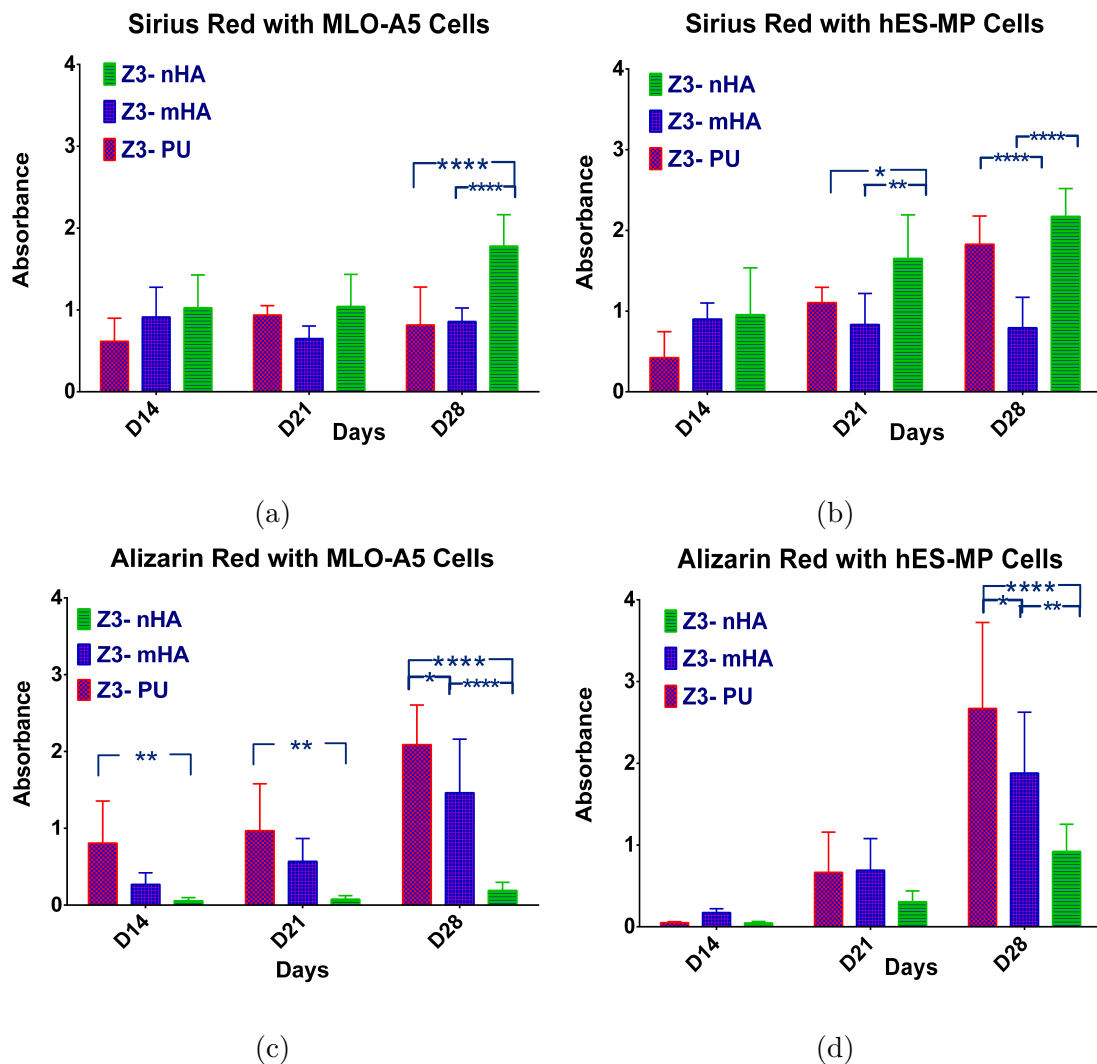 Sirius Red with MLO-A5 Cells
4
3
2
1
0
Absorbance
Z3- nHA
Z3- mHA
Z3- PU
****
****
D14
D21
D28
Days
(a)
Sirius Red with hES-MP Cells
4
3
2
1
0
Absorbance
Z3- nHA
Z3- mHA
Z3- PU
*
**
****
****
D14
D21
D28
Days
(b)
Alizarin Red with MLO-A5 Cells
4
3
2
1
0
Absorbance
Z3- nHA
Z3- mHA
Z3- PU
**
**
****
*
****
D14
D21
D28
Days
(c)
Alizarin Red with hES-MP Cells
4
3
2
1
0
Absorbance
Z3- nHA
Z3- mHA
Z3- PU
****
*
**
D14
D21
D28
Days
(d)